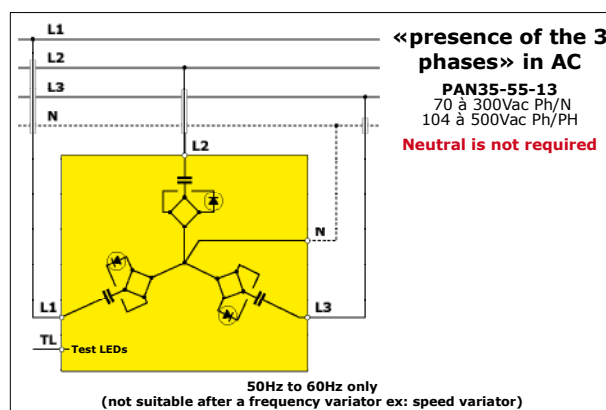 L1
L2
L3
N
«presence of the 3
phases» in AC
PAN35-55-13
70 à 300Vac Ph/N
104 à 500Vac Ph/PH
Neutral is not required
L2
N
L1
L3
TL
Test LEDs
50Hz to 60Hz only
(not suitable after a frequency variator ex: speed variator)